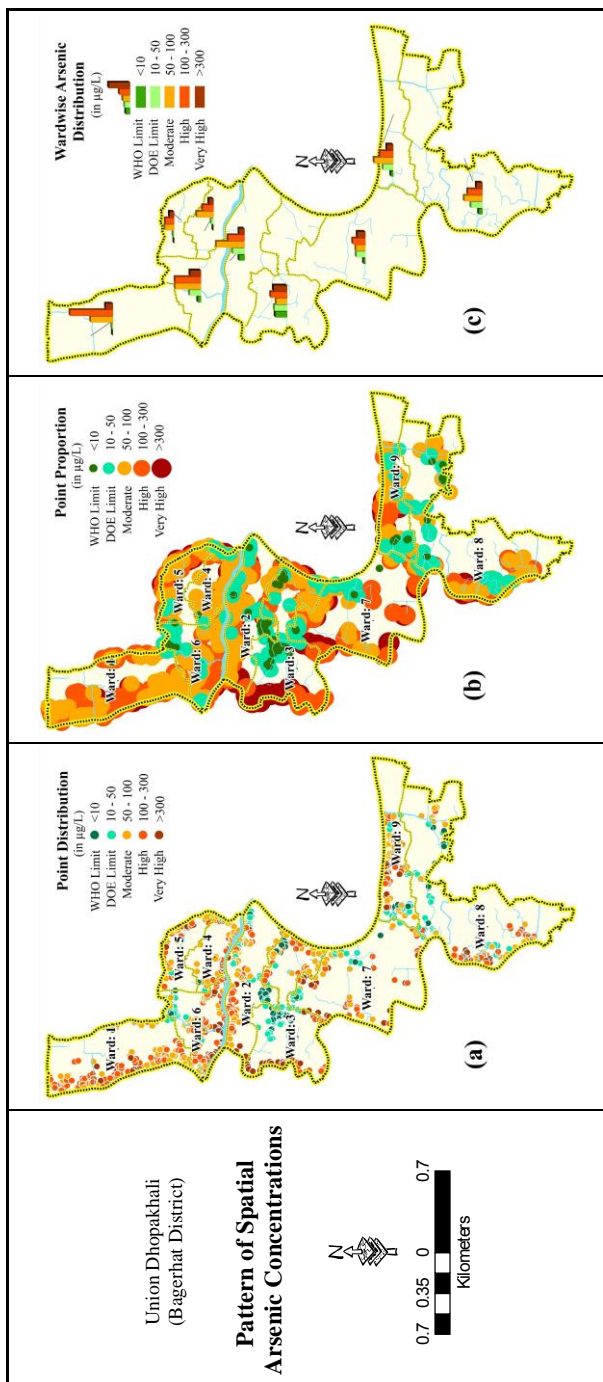 Union Dhopakhali
(Bagerhat District)
Pattern of Spatial
Arsenic Concentrations
N
0.7 0.35 0 0.7
Kilometers
Point Distribution
(in µg/L)
WHO Limit <10
DOE Limit 10 - 50
Moderate 50 - 100
High 100 - 300
Very High >300
N
Ward: 1
Ward: 5
Ward: 4
Ward: 6
Ward: 2
Ward: 3
Ward: 7
Ward: 9
Ward: 8
(a)
Point Proportion
(in µg/L)
WHO Limit <10
DOE Limit 10 - 50
Moderate 50 - 100
High 100 - 300
Very High >300
N
Ward: 1
Ward: 5
Ward: 4
Ward: 6
Ward: 2
Ward: 3
Ward: 7
Ward: 9
Ward: 8
(b)
Wardwise Arsenic
Distribution
(in µg/L)
WHO Limit <10
DOE Limit 10 - 50
Moderate 50 - 100
High 100 - 300
Very High >300
N
(c)